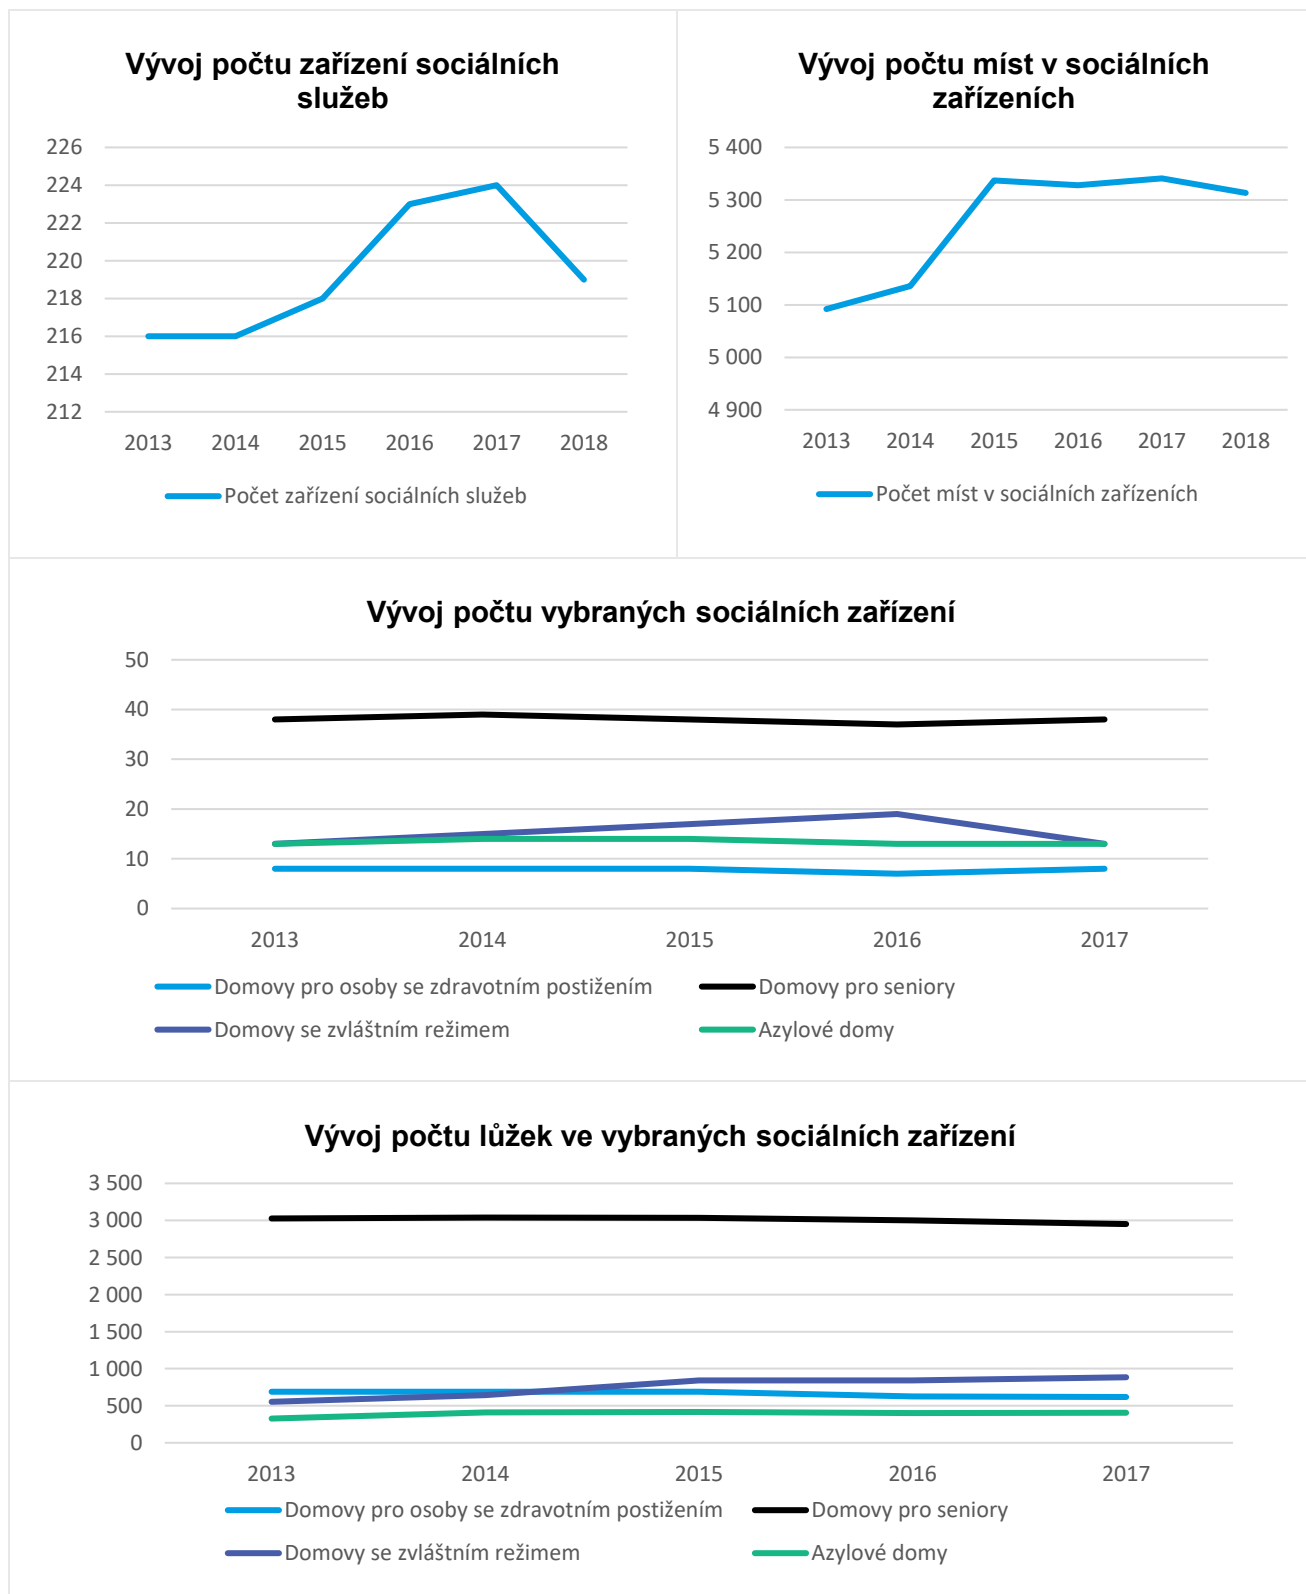 Vývoj počtu zařízení sociálních
služeb
226
224
222
220
218
216
214
212
2013 2014 2015 2016 2017 2018
Počet zařízení sociálních služeb
Vývoj počtu míst v sociálních
zařízeních
5 400
5 300
5 200
5 100
5 000
4 900
2013 2014 2015 2016 2017 2018
Počet míst v sociálních zařízeních
Vývoj počtu vybraných sociálních zařízení
50
40
30
20
10
0
2013 2014 2015 2016 2017
Domovy pro osoby se zdravotním postižením Domovy pro seniory
Domovy se zvláštním režimem Azylové domy
Vývoj počtu lůžek ve vybraných sociálních zařízení
3 500
3 000
2 500
2 000
1 500
1 000
500
0
2013 2014 2015 2016 2017
Domovy pro osoby se zdravotním postižením Domovy pro seniory
Domovy se zvláštním režimem Azylové domy